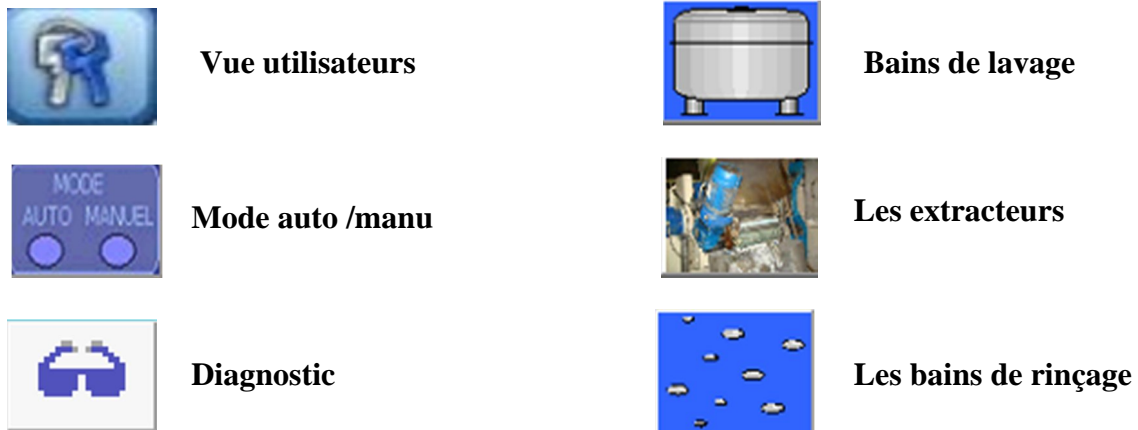 Vue utilisateurs
Bains de lavage
MODE
AUTO MANUEL
Mode auto /manu
Les extracteurs
Diagnostic
Les bains de rinçage